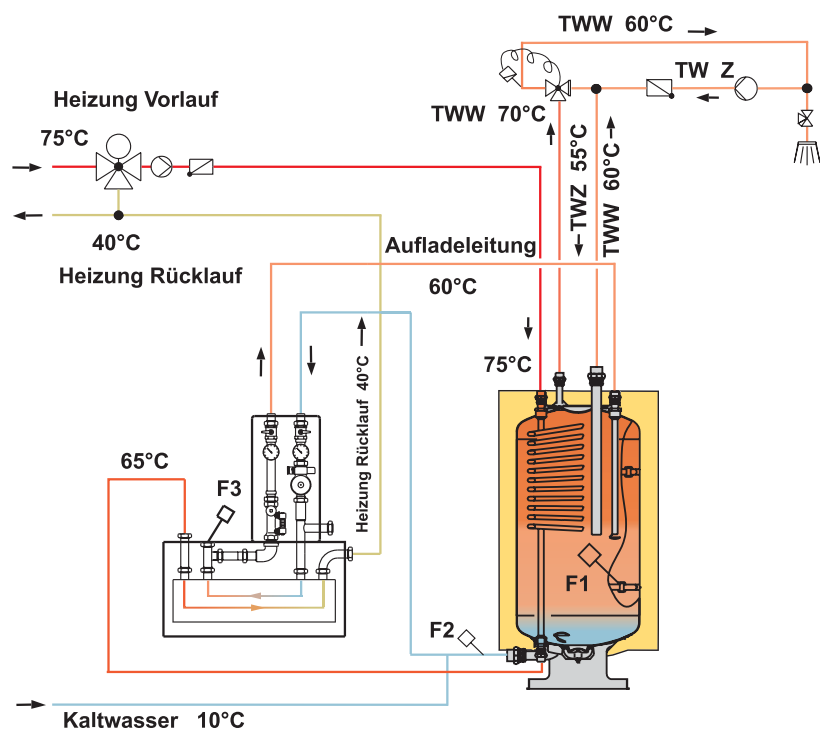 TWW 60°C
TW Z
TWW 70°C
Heizung Vorlauf
75°C
TWZ 55°C
TWW 60°C
40°C
Heizung Rücklauf
Aufladeleitung
60°C
75°C
Heizung Rücklauf 40°C
65°C
F3
F1
F2
Kaltwasser 10°C